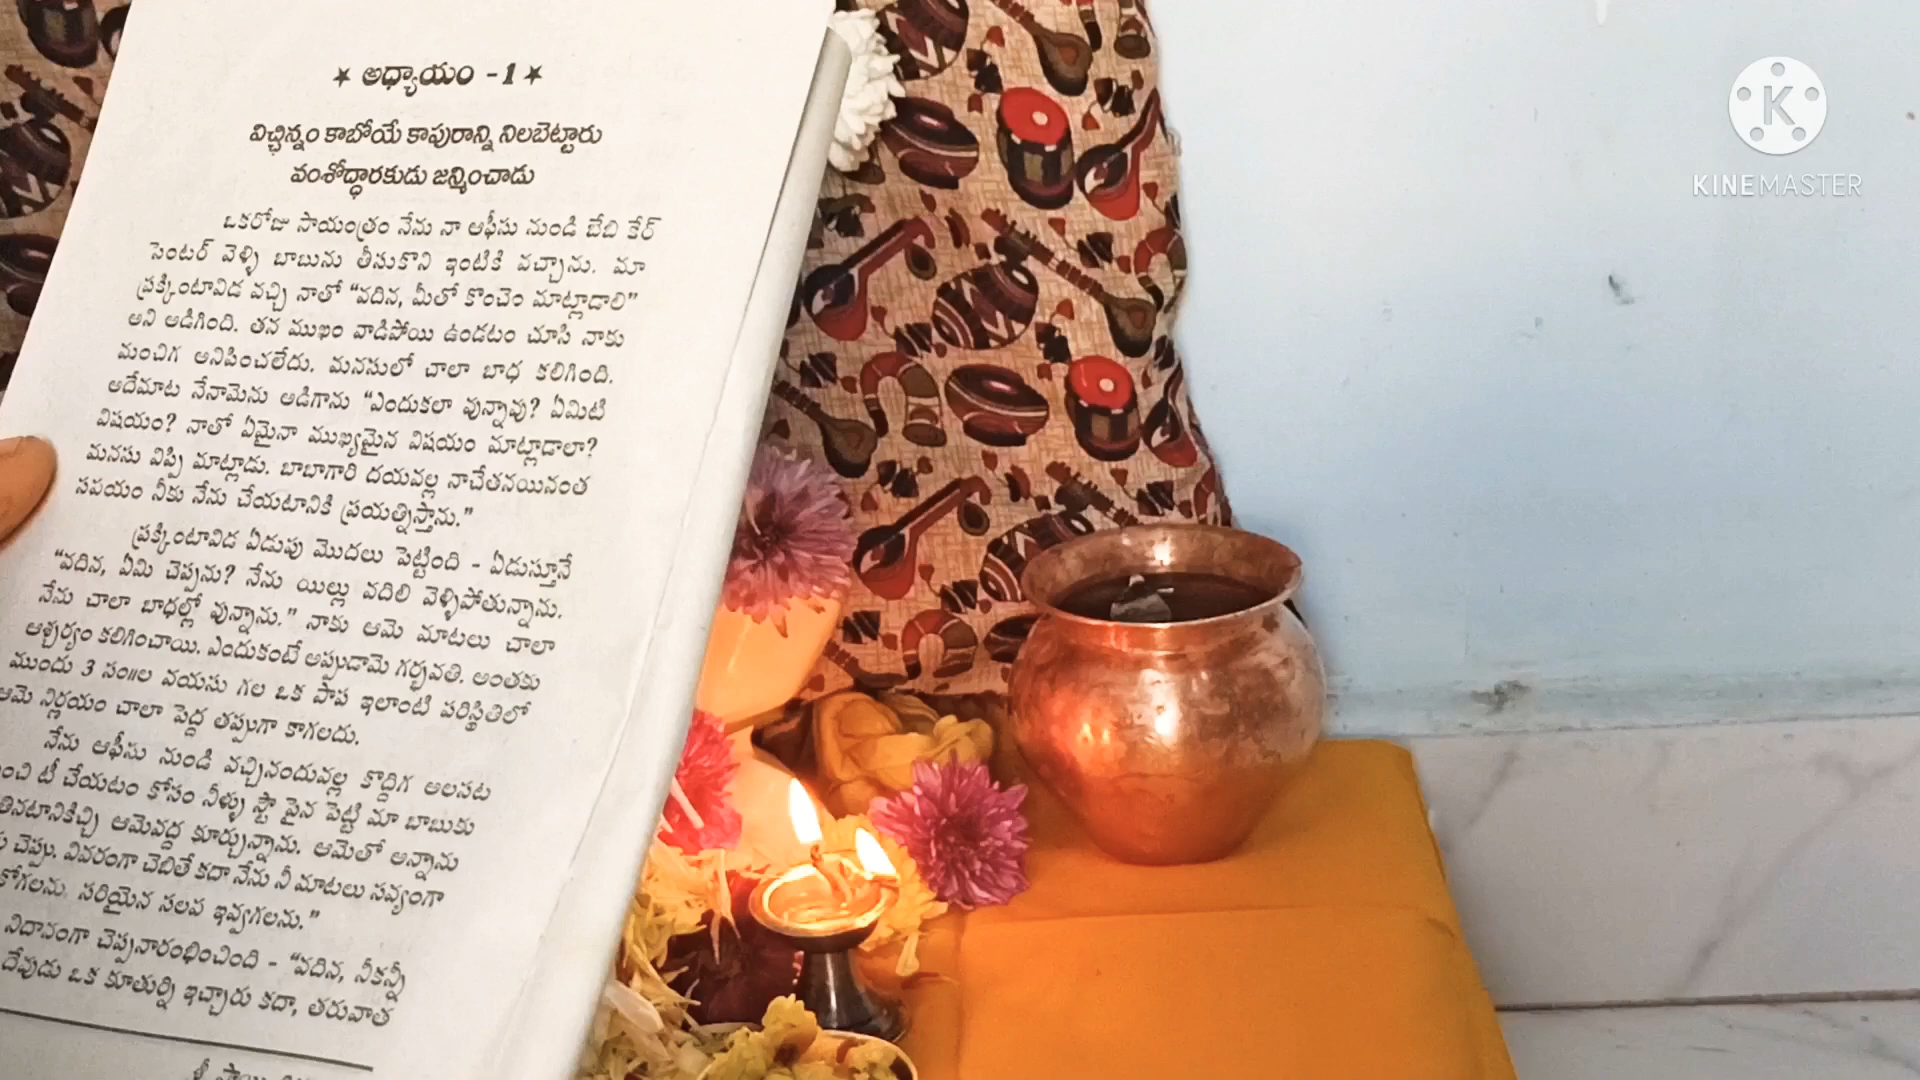 ★ అధ్యాయం -1 ★
విచ్ఛిన్నం కాబోయే కాపురాన్ని నిలబెట్టారు
వంశోద్ధారకుడు జన్మించాడు
ఒకరోజు సాయంత్రం నేను నా ఆఫీసు నుండి బేబి కేర్
సెంటర్ వెళ్ళి బాబును తీసుకొని ఇంటికి వచ్చాను. మా
ప్రక్కింటావిడ వచ్చి నాతో “వదిన, మీతో కొంచెం మాట్లాడాలి”
అని అడిగింది. తన ముఖం వాడిపోయి ఉండటం చూసి నాకు
మంచిగ అనిపించలేదు. మనసులో చాలా బాధ కలిగింది.
అదేమాట నేనామెను అడిగాను “ఎందుకలా వున్నావు? ఏమిటి
విషయం? నాతో ఏమైనా ముఖ్యమైన విషయం మాట్లాడాలా?
మనసు విప్పి మాట్లాడు. బాబాగారి దయవల్ల నాచేతనయినంత
సహయం నీకు నేను చేయటానికి ప్రయత్నిస్తాను.”
ప్రక్కింటావిడ ఏడుపు మొదలు పెట్టింది - ఏడుస్తూనే
“వదిన, ఏమి చెప్పను? నేను యిల్లు వదిలి వెళ్ళిపోతున్నాను.
నేను చాలా బాధల్లో వున్నాను.” నాకు ఆమె మాటలు చాలా
ఆశ్చర్యం కలిగించాయి. ఎందుకంటే అప్పుడామె గర్భవతి. అంతకు
ముందు 3 సం॥ల వయసు గల ఒక పాప ఇలాంటి పరిస్థితిలో
ఆమె నిర్ణయం చాలా పెద్ద తప్పుగా కాగలదు.
నేను ఆఫీసు నుండి వచ్చినందువల్ల కొద్దిగ అలసట
టీ చేయటం కోసం నీళ్ళు స్టౌ పైన పెట్టి మా బాబుకు
తినటానికిచ్చి ఆమెవద్ద కూర్చున్నాను. ఆమెతో అన్నాను
చెప్పు. వివరంగా చెబితే కదా నేను నీ మాటలు సవ్యంగా
సరియైన సలహ ఇవ్వగలను.”
నిదానంగా చెప్పనారంభించింది - “వదిన, నీకన్నీ
దేవుడు ఒక కూతుర్ని ఇచ్చారు కదా, తరువాత
KINEMASTER